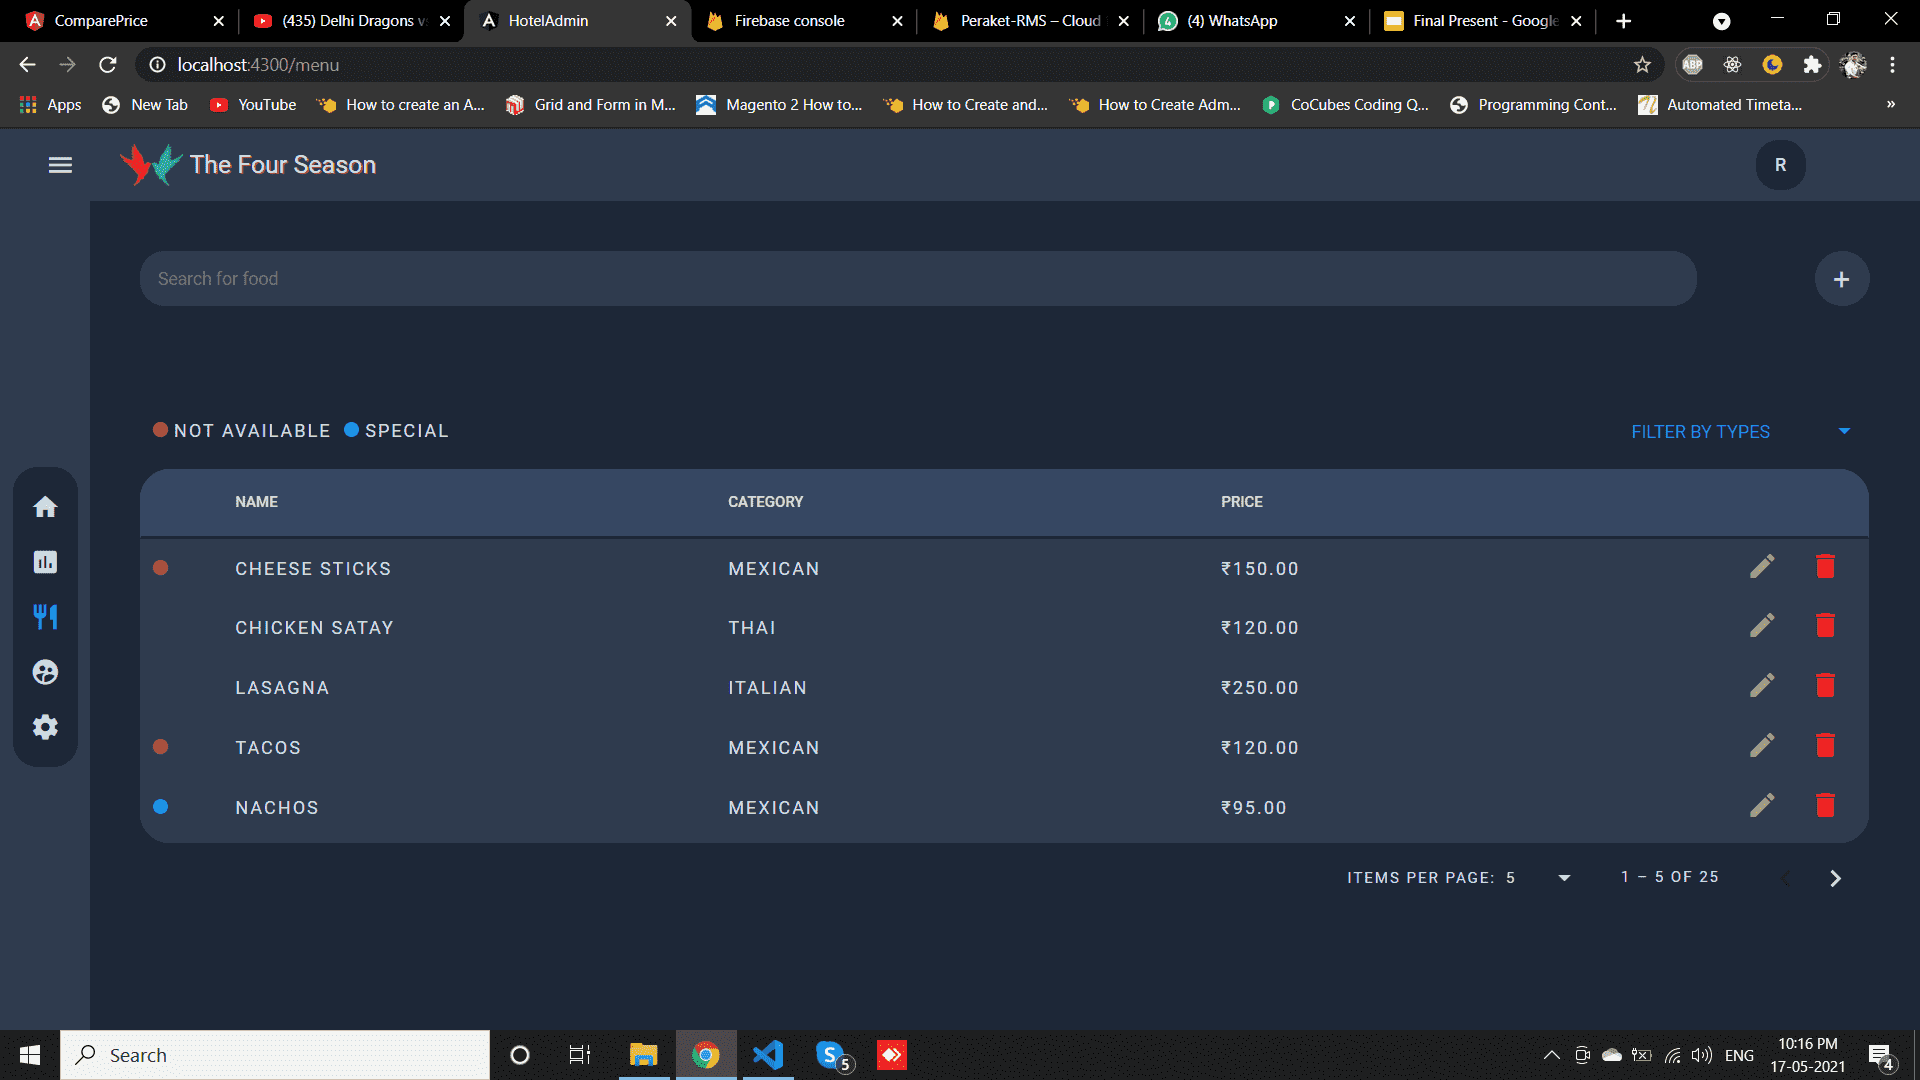 ComparePrice
(435) Delhi Dragons v
HotelAdmin
Firebase console
Peraket-RMS – Cloud
(4) WhatsApp
Final Present - Google
localhost:4300/menu
ABP
Apps
New Tab
YouTube
How to create an A...
Grid and Form in M...
Magento 2 How to...
How to Create and...
How to Create Adm...
CoCubes Coding Q...
Programming Cont...
Automated Timeta...
»
The Four Season
R
Search for food
+
NOT AVAILABLE SPECIAL
FILTER BY TYPES
NAME CATEGORY PRICE
CHEESE STICKS MEXICAN ₹150.00
CHICKEN SATAY THAI ₹120.00
LASAGNA ITALIAN ₹250.00
TACOS MEXICAN ₹120.00
NACHOS MEXICAN ₹95.00
ITEMS PER PAGE: 5 1 – 5 OF 25
Search
5
ENG
10:16 PM
17-05-2021
4